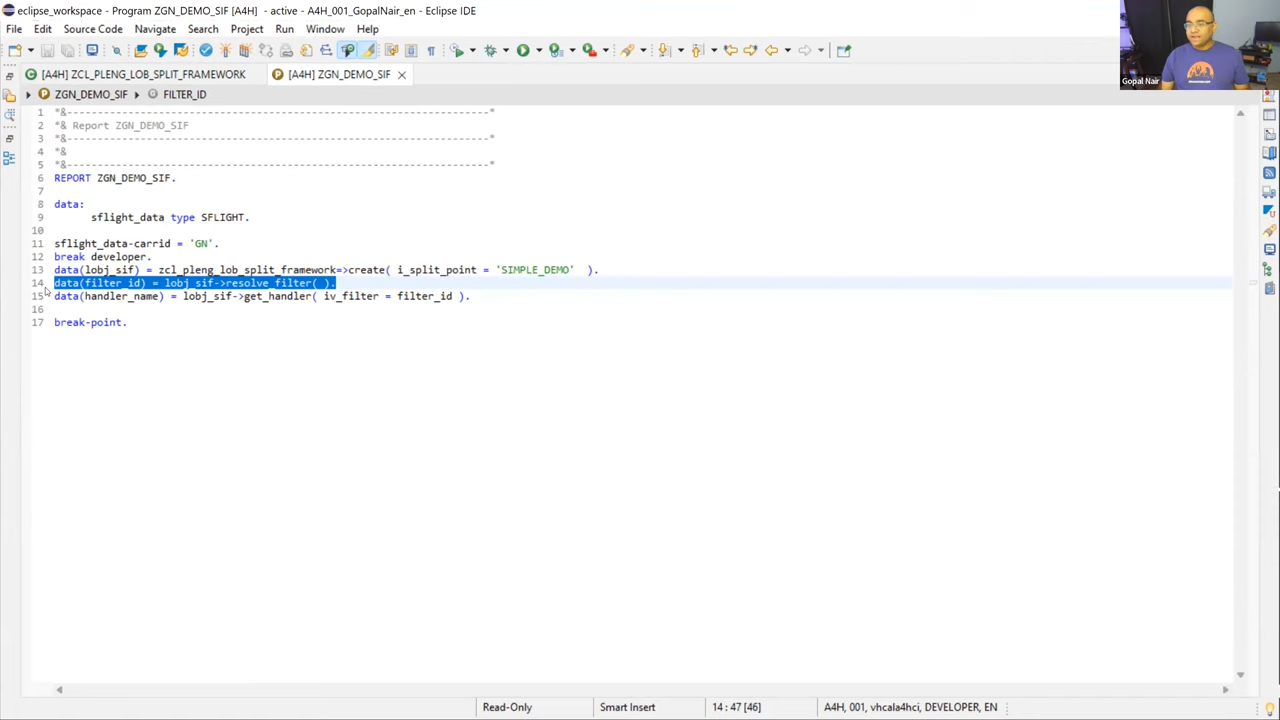 eclipse_workspace - Program ZGN_DEMO_SIF [A4H] - active - A4H_001_GopalNair_en - Eclipse IDE
File Edit Source Code Navigate Search Project Run Window Help
[A4H] ZCL_PLENG_LOB_SPLIT_FRAMEWORK [A4H] ZGN_DEMO_SIF
Gopal Nair
ZGN_DEMO_SIF FILTER_ID
1 *&---------------------------------------------------------------------*
2 *& Report ZGN_DEMO_SIF
3 *&---------------------------------------------------------------------*
4 *&
5 *&---------------------------------------------------------------------*
6 REPORT ZGN_DEMO_SIF.
7
8 data:
9 sflight_data type SFLIGHT.
10
11 sflight_data-carrid = 'GN'.
12 break developer.
13 data(lobj_sif) = zcl_pleng_lob_split_framework=>create( i_split_point = 'SIMPLE_DEMO' ).
14 data(filter_id) = lobj_sif->resolve_filter( ).
15 data(handler_name) = lobj_sif->get_handler( iv_filter = filter_id ).
16
17 break-point.
Read-Only Smart Insert 14 : 47 [46] A4H, 001, vhcala4hci, DEVELOPER, EN